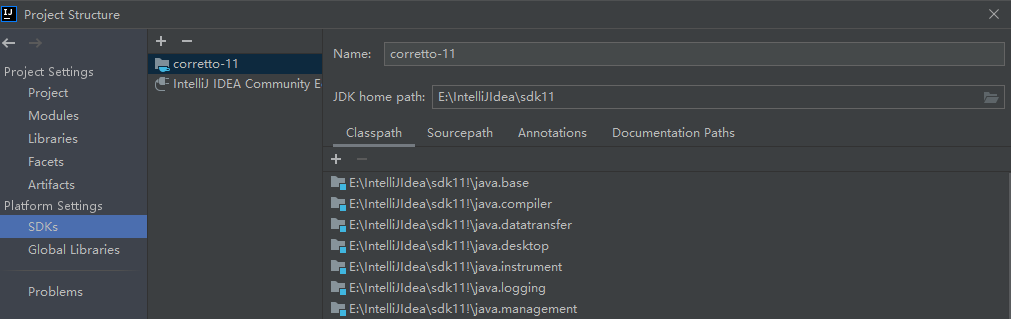 Project Structure
Project Settings
Project
Modules
Libraries
Facets
Artifacts
Platform Settings
SDKs
Global Libraries
Problems
corretto-11
IntelliJ IDEA Community E
Name: corretto-11
JDK home path: E:\IntelliJIdea\sdk11
Classpath Sourcepath Annotations Documentation Paths
E:\IntelliJIdea\sdk11!\java.base
E:\IntelliJIdea\sdk11!\java.compiler
E:\IntelliJIdea\sdk11!\java.datatransfer
E:\IntelliJIdea\sdk11!\java.desktop
E:\IntelliJIdea\sdk11!\java.instrument
E:\IntelliJIdea\sdk11!\java.logging
E:\IntelliJIdea\sdk11!\java.management